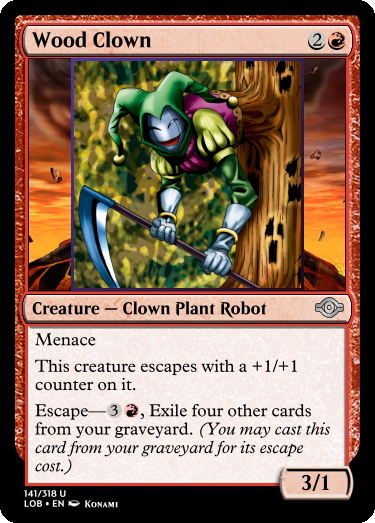 Wood Clown 2
Creature — Clown Plant Robot
Menace
This creature escapes with a +1/+1
counter on it.
Escape—3, Exile four other cards
from your graveyard. (You may cast this
card from your graveyard for its escape
cost.)
3/1
141/318 U
LOB • EN Konami